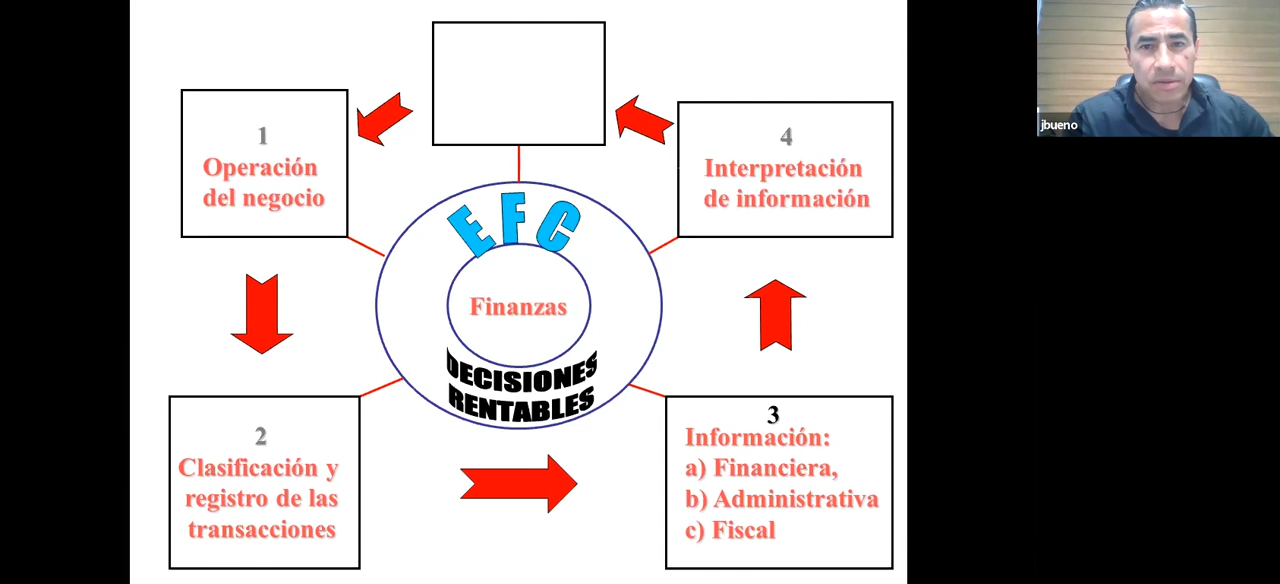 1
Operación
del negocio
4
Interpretación
de información
EFC
Finanzas
DECISIONES
RENTABLES
2
Clasificación y
registro de las
transacciones
3
Información:
a) Financiera,
b) Administrativa
c) Fiscal
jbueno